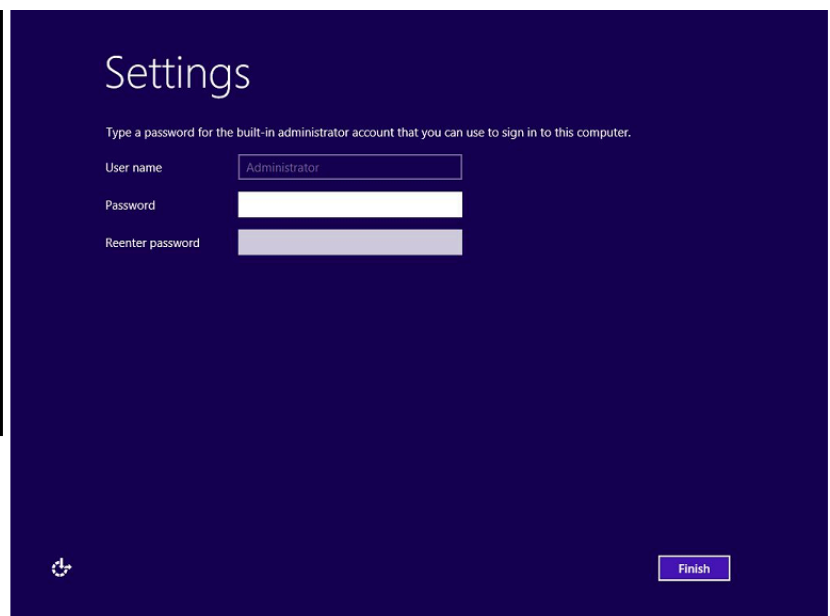 Settings
Type a password for the built-in administrator account that you can use to sign in to this computer.
User name
Administrator
Password
Reenter password
Finish